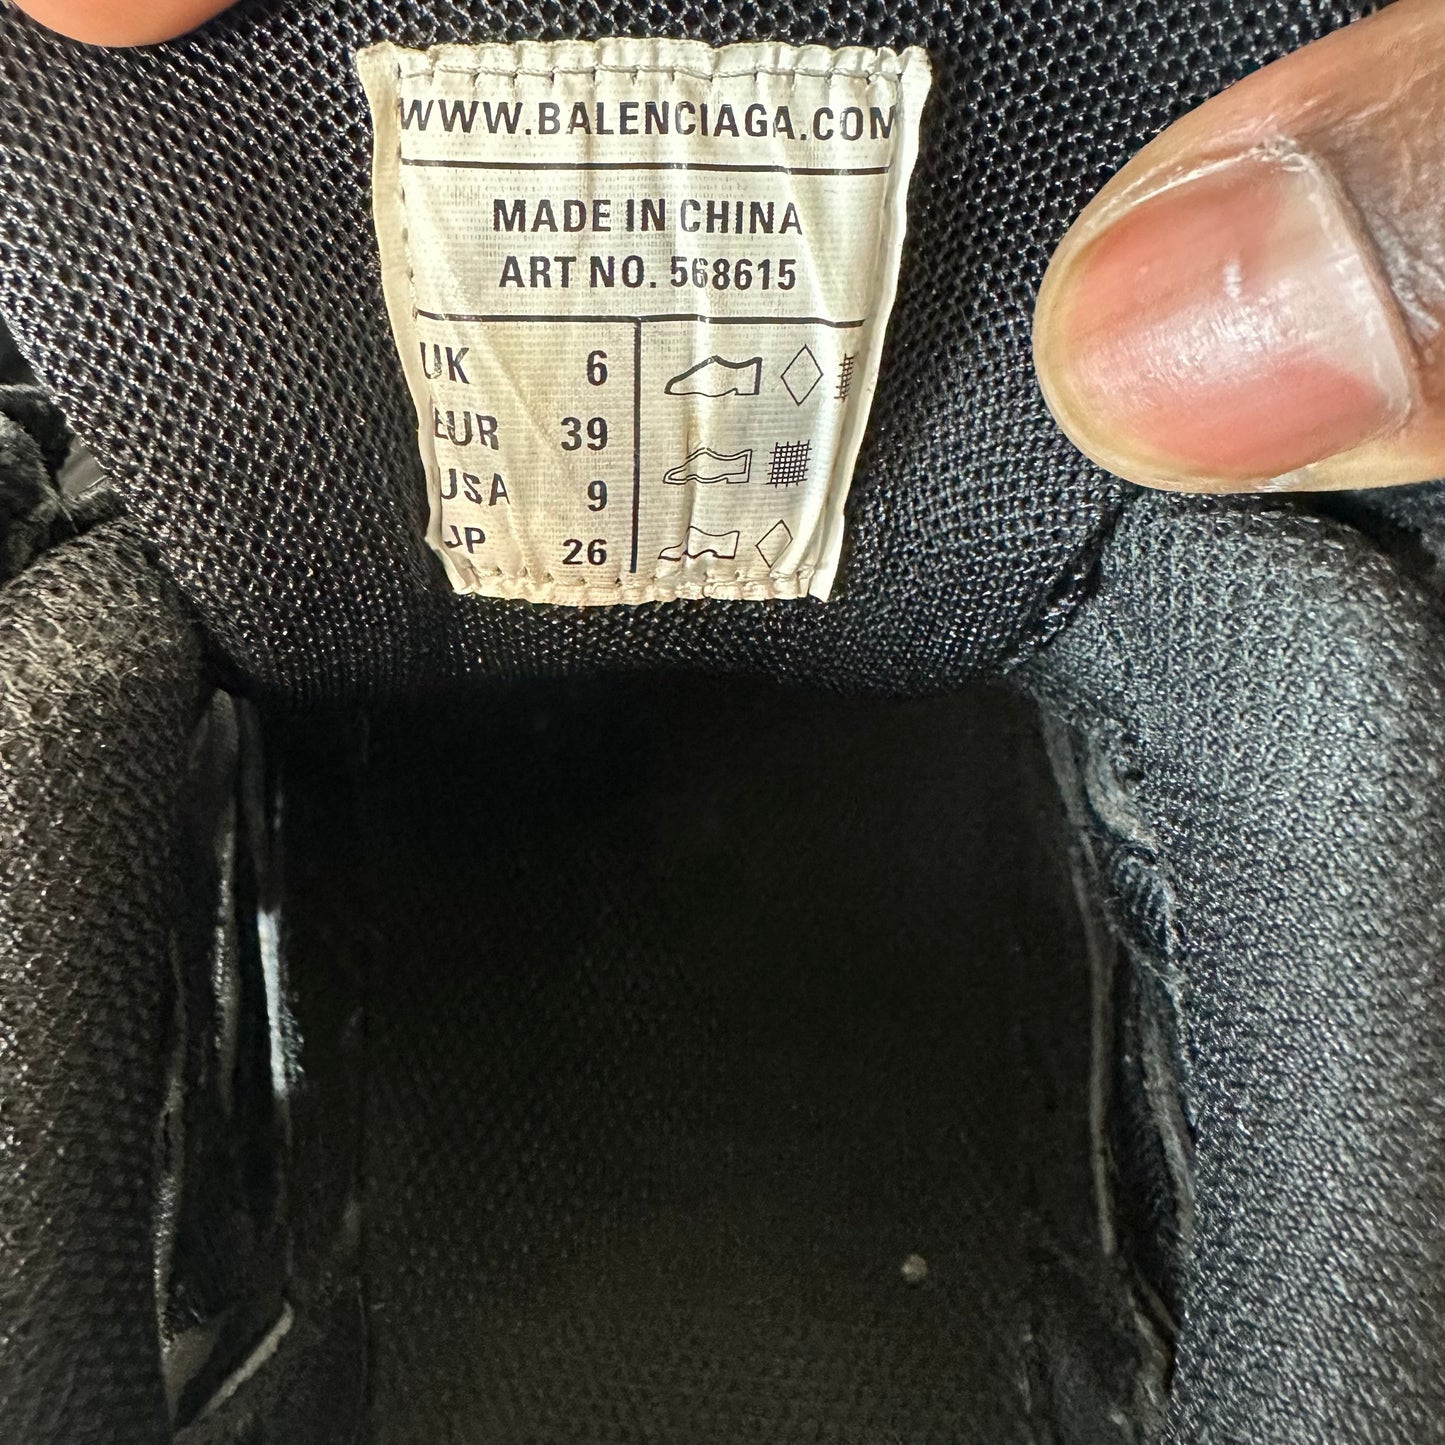 WWW.BALENCIAGA.COM
MADE IN CHINA
ART NO. 568615
UK 6
EUR 39
USA 9
JP 26